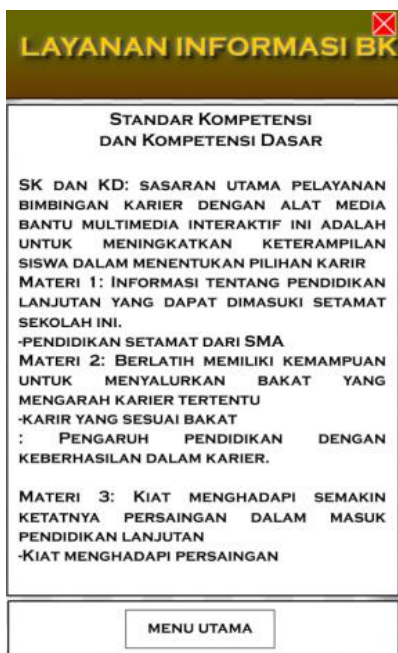 LAYANAN INFORMASI BK
STANDAR KOMPETENSI
DAN KOMPETENSI DASAR
SK DAN KD: SASARAN UTAMA PELAYANAN
BIMBINGAN KARIER DENGAN ALAT MEDIA
BANTU MULTIMEDIA INTERAKTIF INI ADALAH
UNTUK MENINGKATKAN KETERAMPILAN
SISWA DALAM MENENTUKAN PILIHAN KARIR
MATERI 1: INFORMASI TENTANG PENDIDIKAN
LANJUTAN YANG DAPAT DIMASUKI SETAMAT
SEKOLAH INI.
-PENDIDIKAN SETAMAT DARI SMA
MATERI 2: BERLATIH MEMILIKI KEMAMPUAN
UNTUK MENYALURKAN BAKAT YANG
MENGARAH KARIER TERTENTU
-KARIR YANG SESUAI BAKAT
: PENGARUH PENDIDIKAN DENGAN
KEBERHASILAN DALAM KARIER.
MATERI 3: KIAT MENGHADAPI SEMAKIN
KETATNYA PERSAINGAN DALAM MASUK
PENDIDIKAN LANJUTAN
-KIAT MENGHADAPI PERSAINGAN
MENU UTAMA